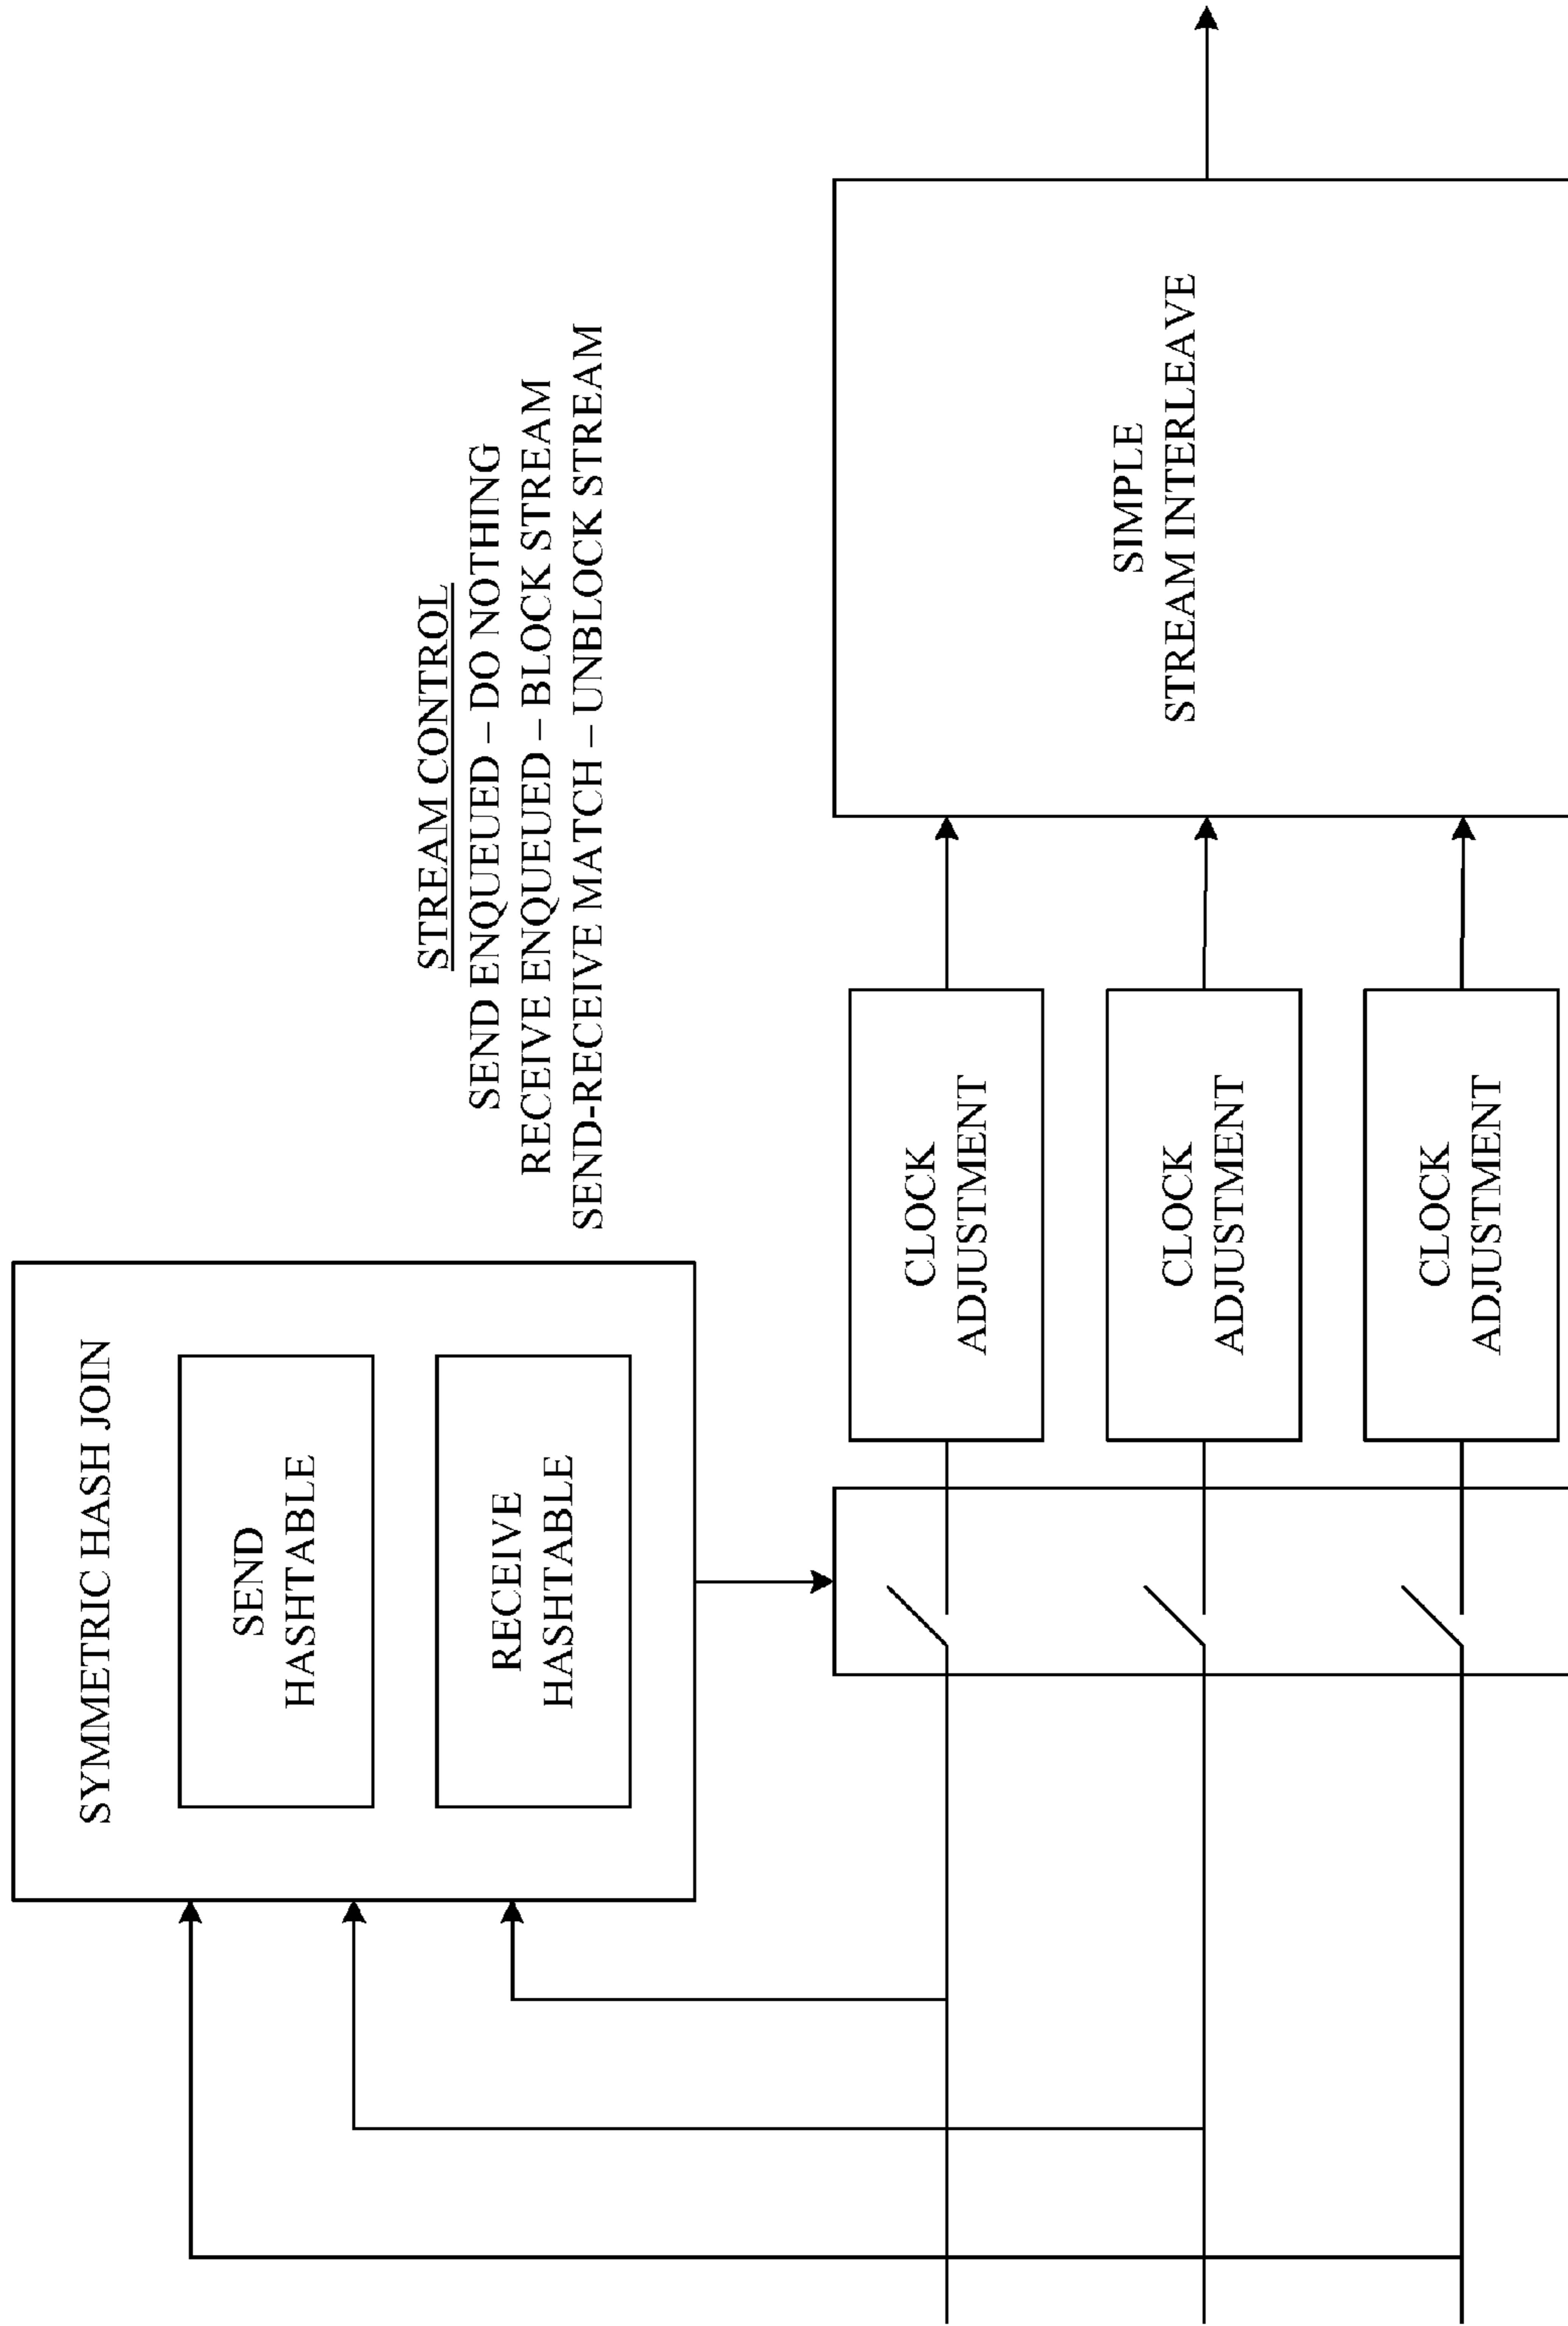 SYMMETRIC HASH JOIN
SEND
HASHTABLE
RECEIVE
HASHTABLE
STREAM CONTROL
SEND ENQUEUED – DO NOTHING
RECEIVE ENQUEUED – BLOCK STREAM
SEND-RECEIVE MATCH – UNBLOCK STREAM
CLOCK
ADJUSTMENT
CLOCK
ADJUSTMENT
CLOCK
ADJUSTMENT
SIMPLE
STREAM INTERLEAVE